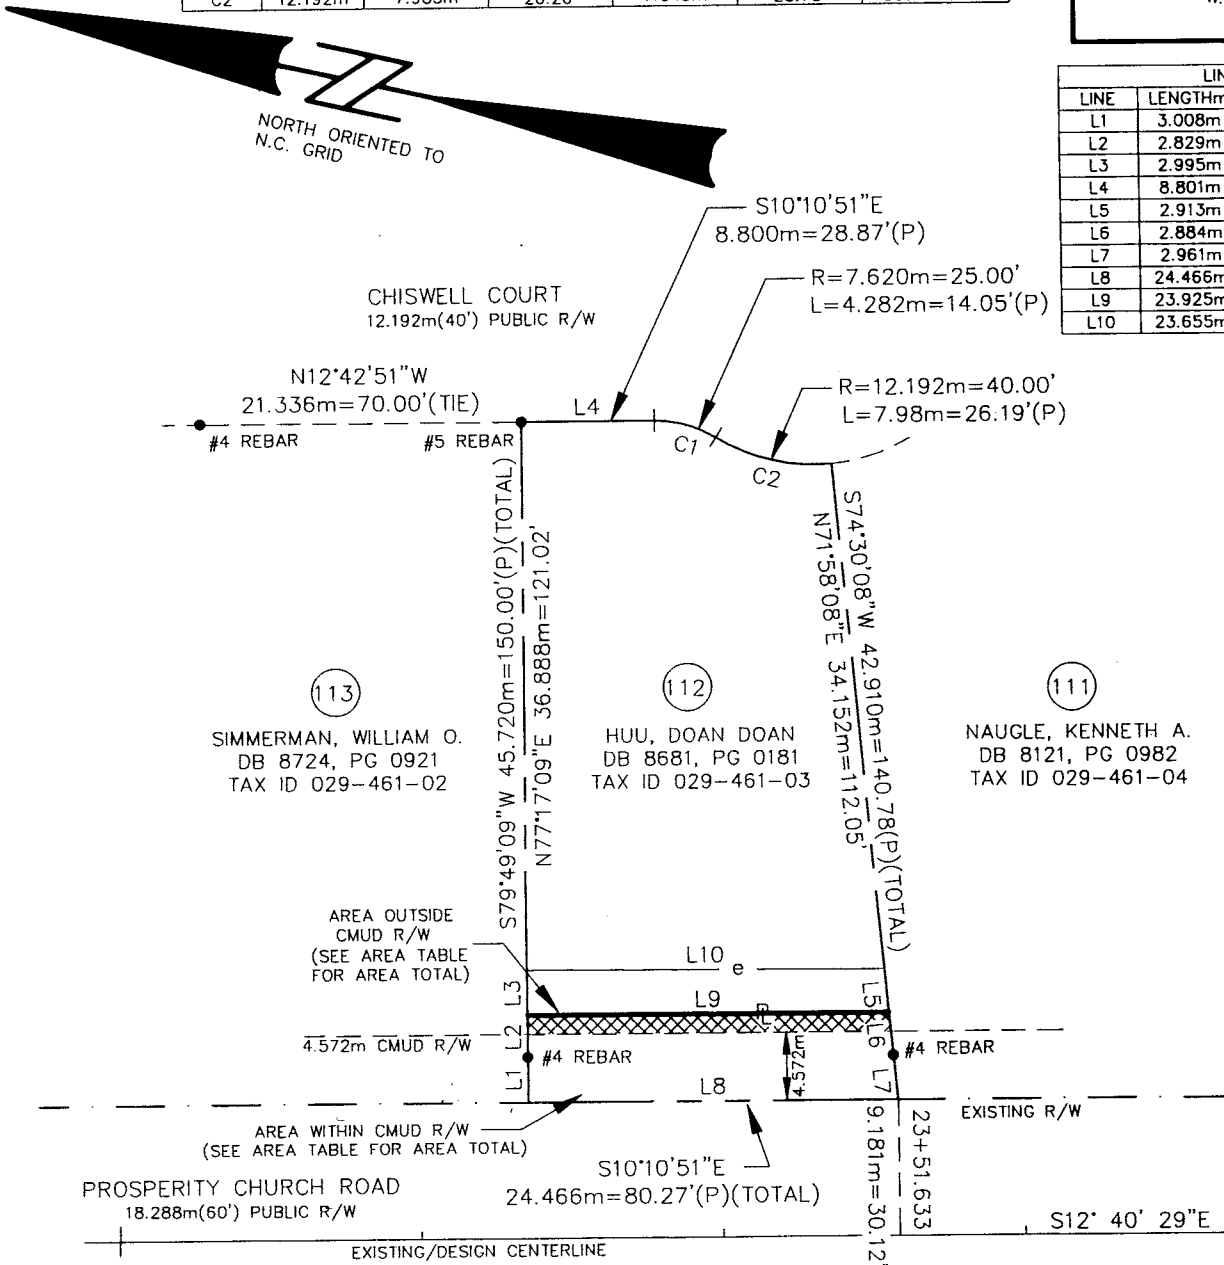 C2 12.192m
W.
NORTH ORIENTED TO
N.C. GRID
LIN
LINE LENGTHm
L1 3.008m
L2 2.829m
L3 2.995m
L4 8.801m
L5 2.913m
L6 2.884m
L7 2.961m
L8 24.466m
L9 23.925m
L10 23.655m
S10°10'51"E
8.800m=28.87'(P)
R=7.620m=25.00'
L=4.282m=14.05'(P)
CHISWELL COURT
12.192m(40') PUBLIC R/W
N12°42'51"W
21.336m=70.00'(TIE)
R=12.192m=40.00'
L=7.98m=26.19'(P)
L4
#4 REBAR
#5 REBAR
C1
C2
S79°49'09"W 45.720m=150.00'(P)(TOTAL)
N77°17'09"E 36.888m=121.02'
S74°30'08"W 42.910m=140.78(P)(TOTAL)
N71°58'08"E 34.152m=112.05'
113
SIMMERMAN, WILLIAM O.
DB 8724, PG 0921
TAX ID 029-461-02
112
HUU, DOAN DOAN
DB 8681, PG 0181
TAX ID 029-461-03
111
NAUGLE, KENNETH A.
DB 8121, PG 0982
TAX ID 029-461-04
AREA OUTSIDE
CMUD R/W
(SEE AREA TABLE
FOR AREA TOTAL)
L10
e
L3
L9
L5
L2
L6
4.572m CMUD R/W
#4 REBAR
4.572m
#4 REBAR
L1
L8
L7
EXISTING R/W
AREA WITHIN CMUD R/W
(SEE AREA TABLE FOR AREA TOTAL)
S10°10'51"E
24.466m=80.27'(P)(TOTAL)
9.181m=30.12'
23+51.633
PROSPERITY CHURCH ROAD
18.288m(60') PUBLIC R/W
S12° 40' 29"E
EXISTING/DESIGN CENTERLINE